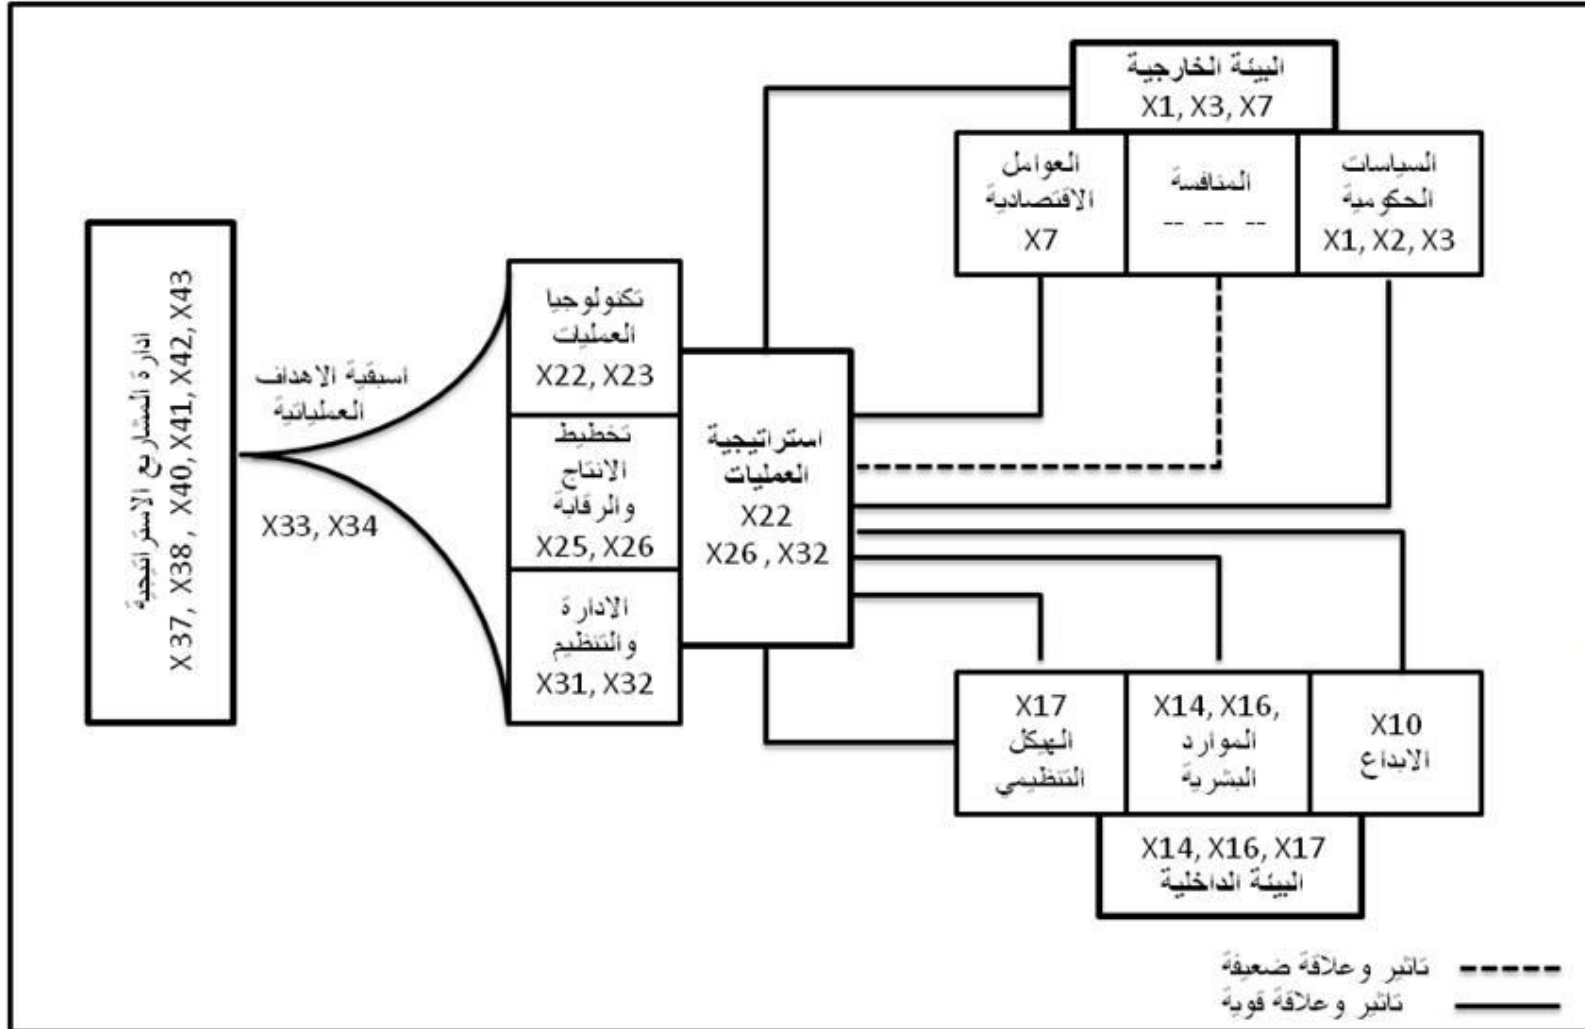 البيئة الخارجية
X1, X3, X7
السياسات
الحكومية
X1, X2, X3
المنافسة
-- -- --
العوامل
الاقتصادية
X7
استراتيجية
العمليات
X22
X26 , X32
تكنولوجيا
العمليات
X22, X23
تخطيط
الانتاج
والرقابة
X25, X26
الادارة
والتنظيم
X31, X32
اسبقية الاهداف
العملياتية
X33, X34
ادارة المشاريع الاستراتيجية
X37, X38 , X40, X41, X42, X43
X10
الابداع
X14, X16,
الموارد
البشرية
X17
الهيكل
التنظيمي
X14, X16, X17
البيئة الداخلية
تاثير وعلاقة ضعيفة
تاثير وعلاقة قوية